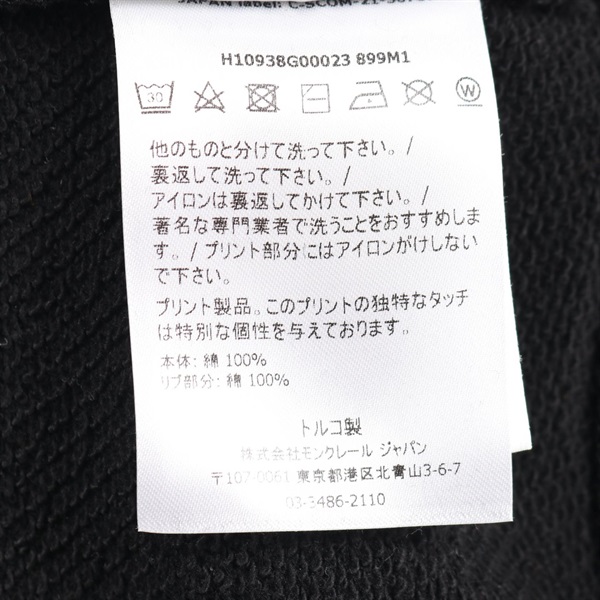 JAPAN label: C-SCOM-21-
H10938G00023 899M1
30
W
他のものと分けて洗って下さい。/
裏返して洗って下さい。/
アイロンは裏返してかけて下さい。/
著名な専門業者で洗うことをおすすめしま
す。/ プリント部分にはアイロンがけしない
で下さい。
プリント製品。このプリントの独特なタッチ
は特別な個性を与えております。
本体: 綿 100%
リブ部分: 綿 100%
トルコ製
株式会社モンクレール ジャパン
〒107-0061 東京都港区北青山3-6-7
03-3486-2110